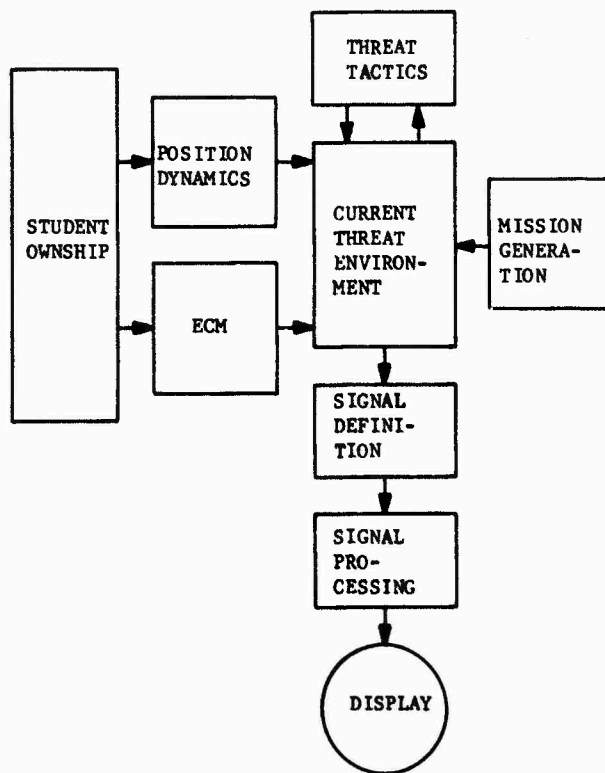 THREAT
TACTICS
POSITION
DYNAMICS
STUDENT
OWNSHIP
CURRENT
THREAT
ENVIRON-
MENT
MISSION
GENERA-
TION
ECM
SIGNAL
DEFINI-
TION
SIGNAL
PRO-
CESSING
DISPLAY